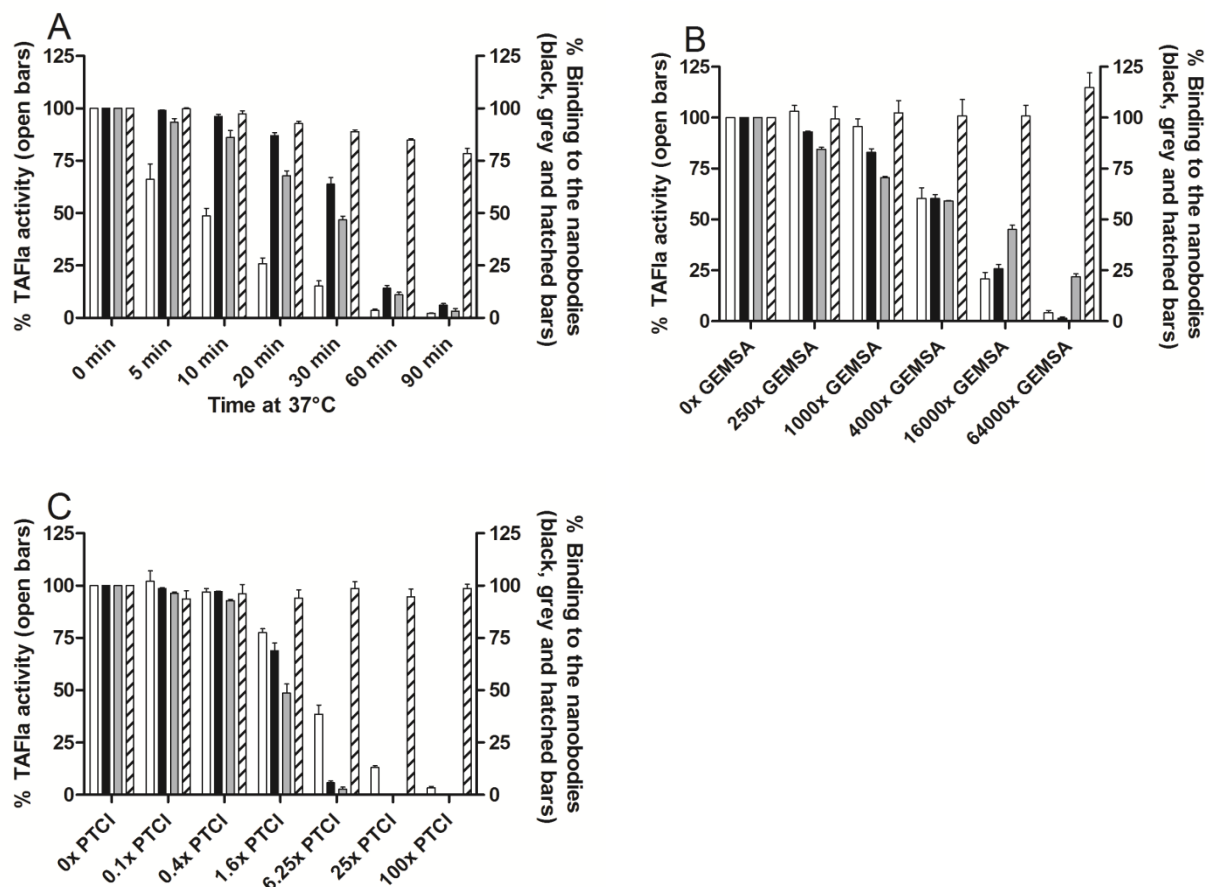 A
% TAFIa activity (open bars)
125
100
75
50
25
0
125
100
75
50
25
0
% Binding to the nanobodies
(black, grey and hatched bars)
0 min
5 min
10 min
20 min
30 min
60 min
90 min
Time at 37°C
B
% TAFIa activity (open bars)
125
100
75
50
25
0
125
100
75
50
25
0
% Binding to the nanobodies
(black, grey and hatched bars)
0x GEMSA
250x GEMSA
1000x GEMSA
4000x GEMSA
16000x GEMSA
64000x GEMSA
C
% TAFIa activity (open bars)
125
100
75
50
25
0
125
100
75
50
25
0
% Binding to the nanobodies
(black, grey and hatched bars)
0x PTCI
0.1x PTCI
0.4x PTCI
1.6x PTCI
6.25x PTCI
25x PTCI
100x PTCI